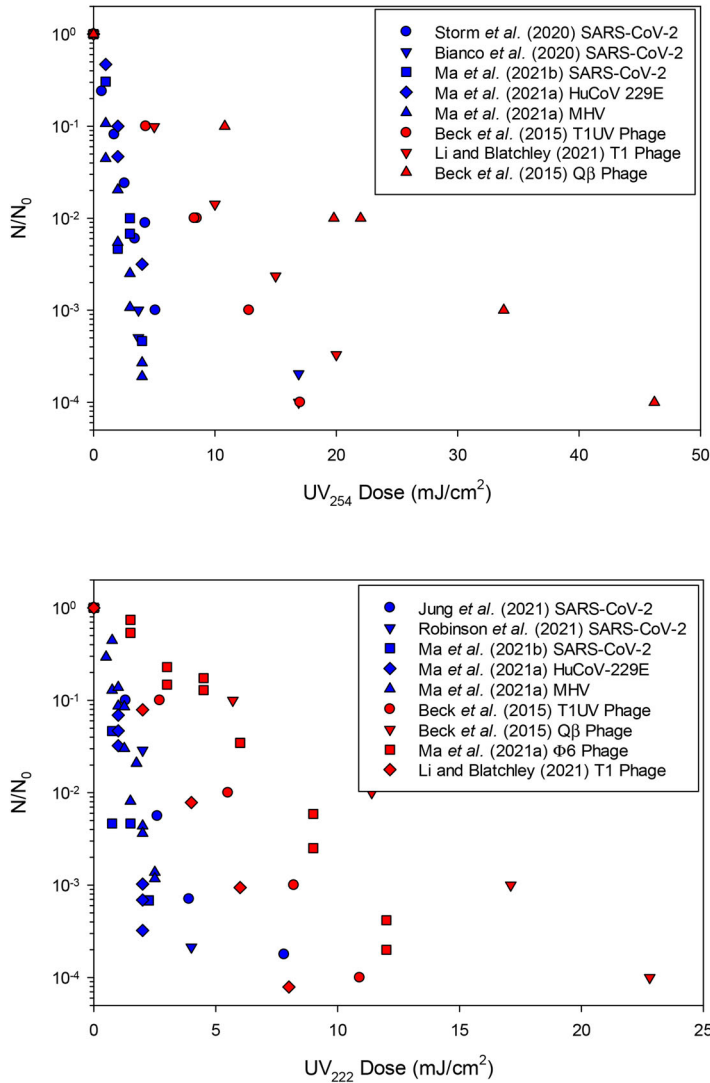 10⁰
10⁻¹
10⁻²
10⁻³
10⁻⁴
N/N₀
Storm et al. (2020) SARS-CoV-2
Bianco et al. (2020) SARS-CoV-2
Ma et al. (2021b) SARS-CoV-2
Ma et al. (2021a) HuCoV 229E
Ma et al. (2021a) MHV
Beck et al. (2015) T1UV Phage
Li and Blatchley (2021) T1 Phage
Beck et al. (2015) Qβ Phage
0 10 20 30 40 50
UV₂₅₄ Dose (mJ/cm²)
10⁰
10⁻¹
10⁻²
10⁻³
10⁻⁴
N/N₀
Jung et al. (2021) SARS-CoV-2
Robinson et al. (2021) SARS-CoV-2
Ma et al. (2021b) SARS-CoV-2
Ma et al. (2021a) HuCoV-229E
Ma et al. (2021a) MHV
Beck et al. (2015) T1UV Phage
Beck et al. (2015) Qβ Phage
Ma et al. (2021a) Φ6 Phage
Li and Blatchley (2021) T1 Phage
0 5 10 15 20 25
UV₂₂₂ Dose (mJ/cm²)